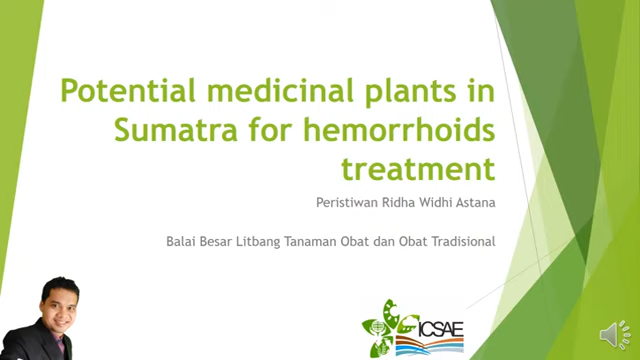 Potential medicinal plants in
Sumatra for hemorrhoids
treatment
Peristiwan Ridha Widhi Astana
Balai Besar Litbang Tanaman Obat dan Obat Tradisional
ICSAE